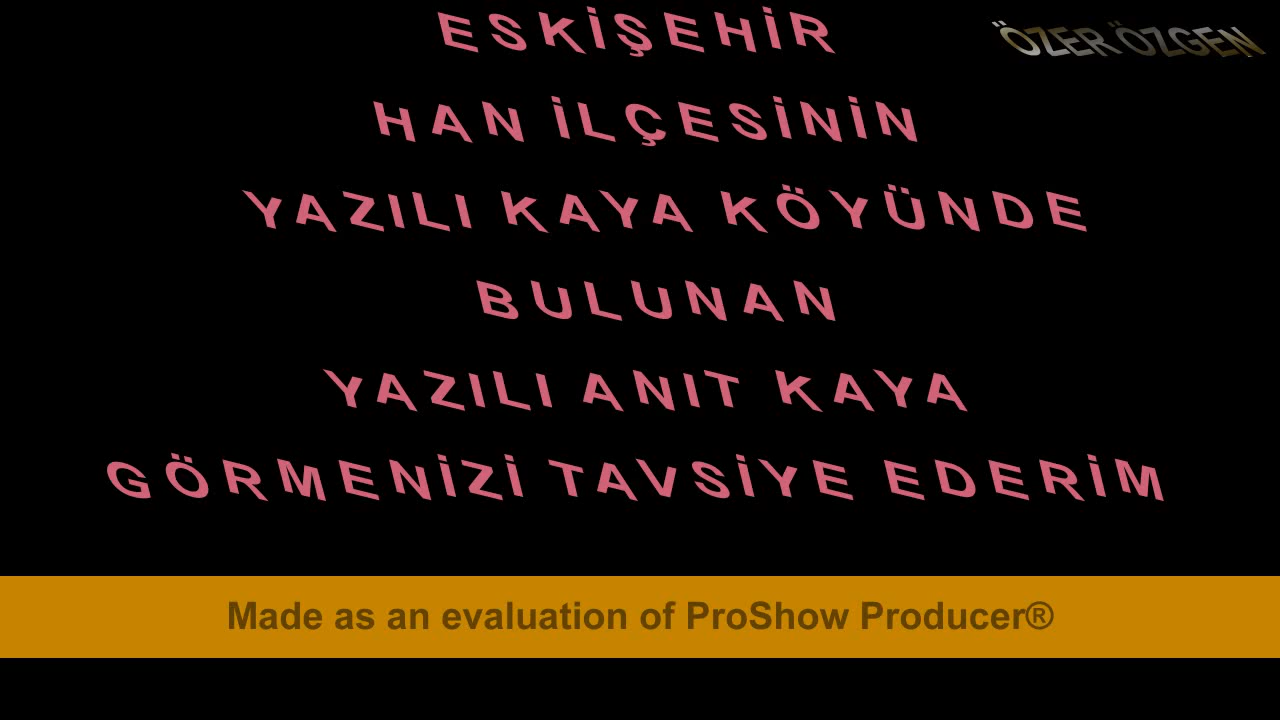 ESKİŞEHİR
ÖZER ÖZGEN
HAN İLÇESİNİN
YAZILI KAYA KÖYÜNDE
BULUNAN
YAZILI ANIT KAYA
GÖRMENİZİ TAVSİYE EDERİM
Made as an evaluation of ProShow Producer®